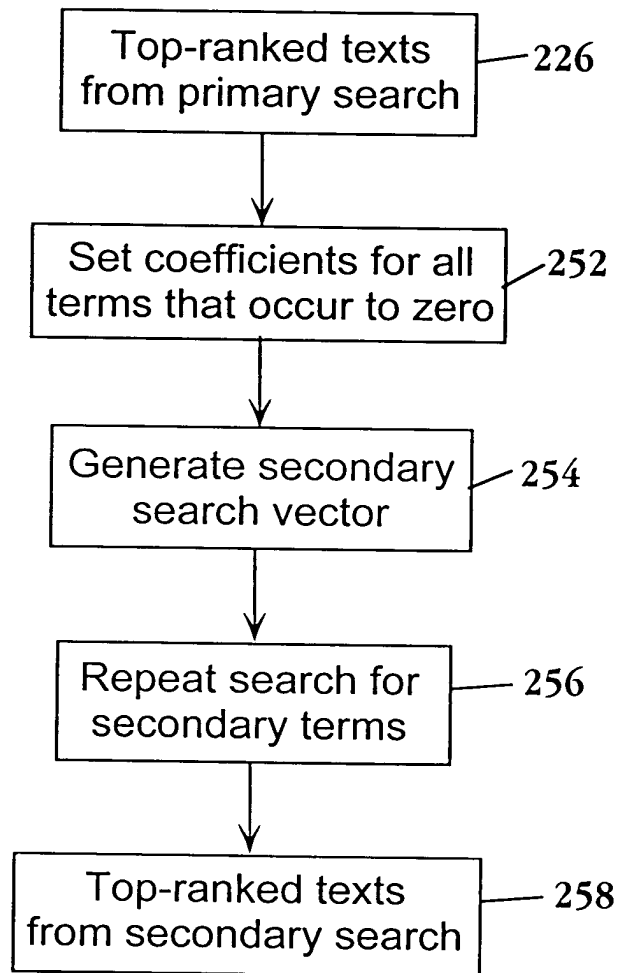 Top-ranked texts
from primary search
226
Set coefficients for all
terms that occur to zero
252
Generate secondary
search vector
254
Repeat search for
secondary terms
256
Top-ranked texts
from secondary search
258